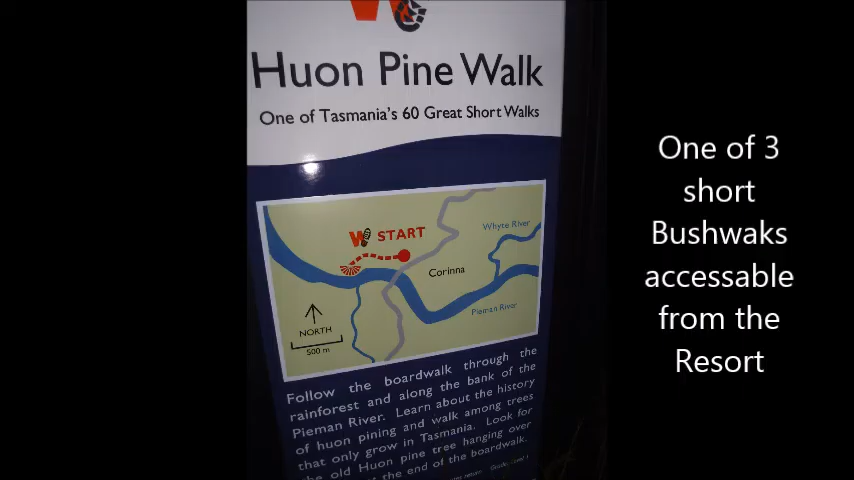 Huon Pine Walk
One of Tasmania's 60 Great Short Walks
START
Whyte River
Corinna
Pieman River
NORTH
500 m
Follow the boardwalk through the
rainforest and along the bank of the
Pieman River. Learn about the history
of huon pining and walk among trees
that only grow in Tasmania. Look for
the old Huon pine tree hanging over
at the end of the boardwalk.
return
One of 3
short
Bushwaks
accessable
from the
Resort